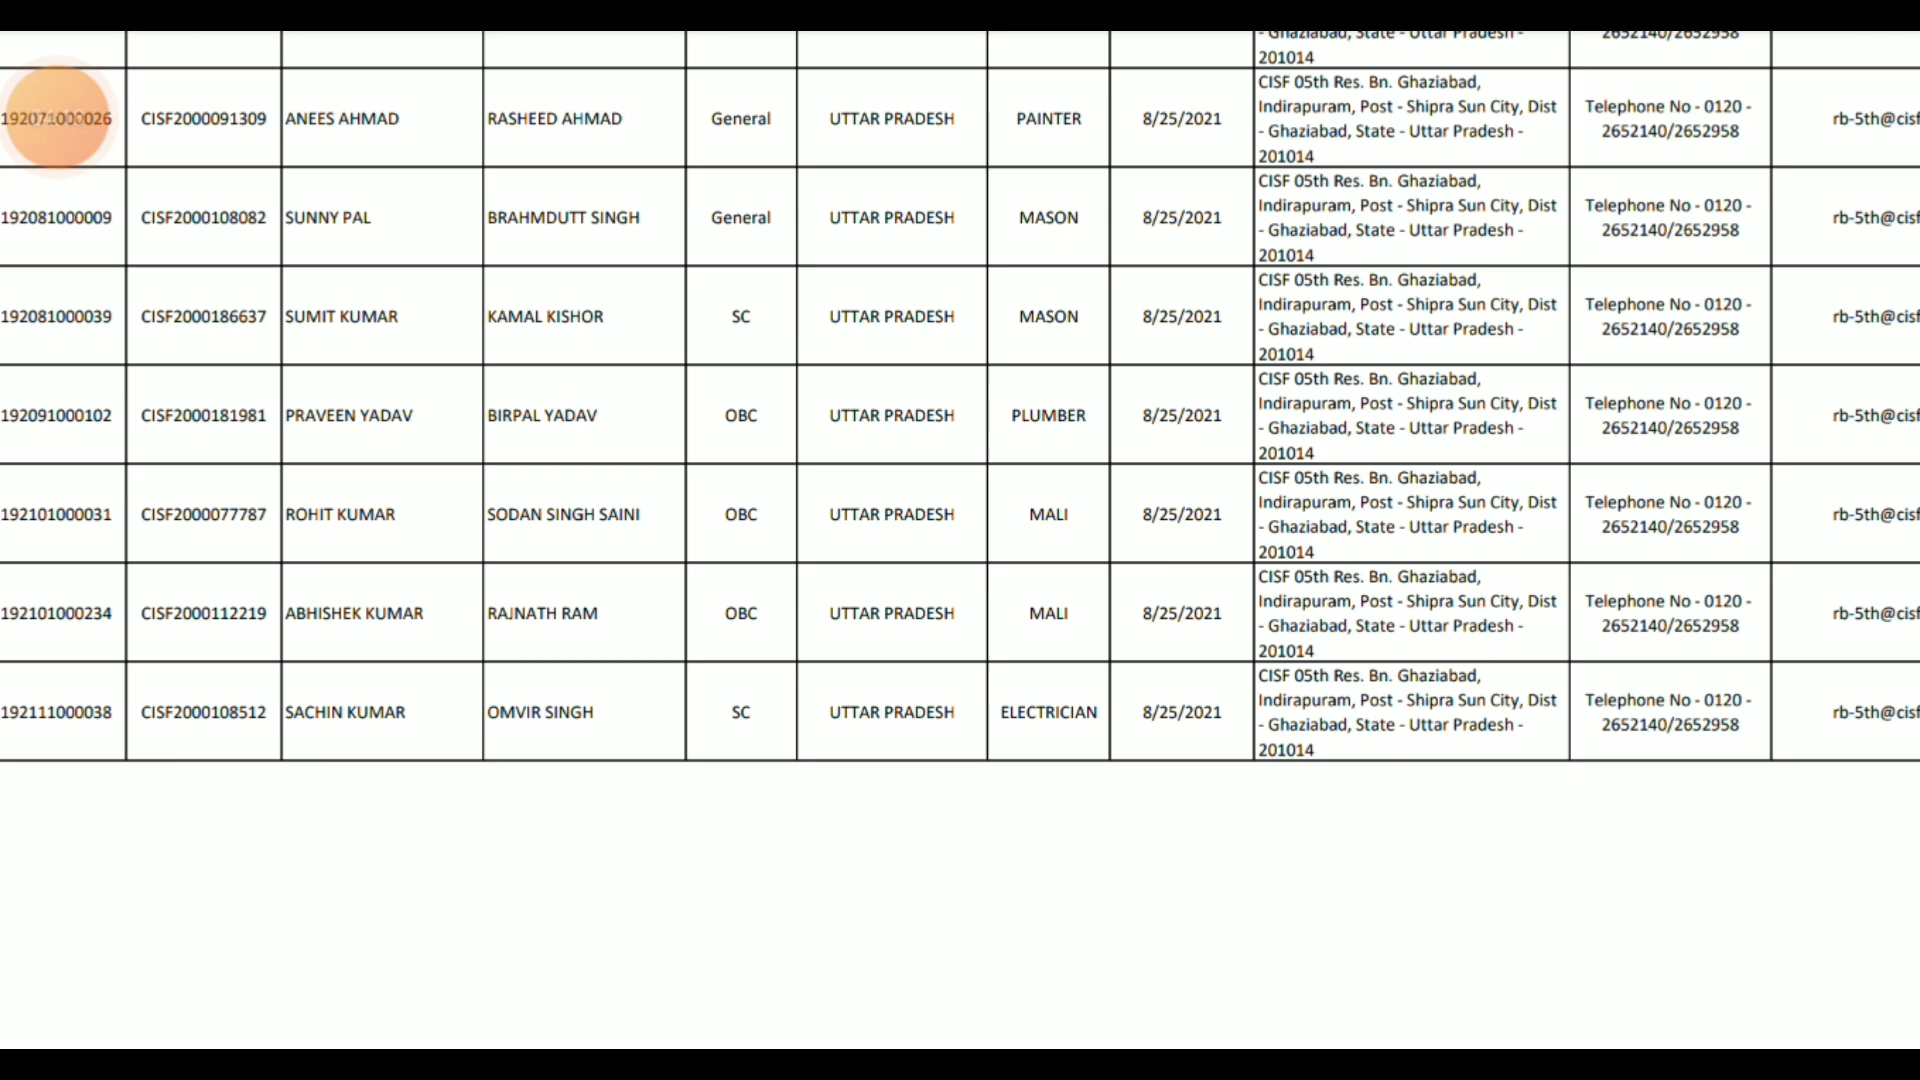 - Ghaziabad, State - Uttar Pradesh - 2652140/2652958
201014
192071000026 CISF2000091309 ANEES AHMAD RASHEED AHMAD General UTTAR PRADESH PAINTER 8/25/2021 CISF 05th Res. Bn. Ghaziabad,
Indirapuram, Post - Shipra Sun City, Dist
- Ghaziabad, State - Uttar Pradesh -
201014 Telephone No - 0120 -
2652140/2652958 rb-5th@cisf
192081000009 CISF2000108082 SUNNY PAL BRAHMDUTT SINGH General UTTAR PRADESH MASON 8/25/2021 CISF 05th Res. Bn. Ghaziabad,
Indirapuram, Post - Shipra Sun City, Dist
- Ghaziabad, State - Uttar Pradesh -
201014 Telephone No - 0120 -
2652140/2652958 rb-5th@cisf
192081000039 CISF2000186637 SUMIT KUMAR KAMAL KISHOR SC UTTAR PRADESH MASON 8/25/2021 CISF 05th Res. Bn. Ghaziabad,
Indirapuram, Post - Shipra Sun City, Dist
- Ghaziabad, State - Uttar Pradesh -
201014 Telephone No - 0120 -
2652140/2652958 rb-5th@cisf
192091000102 CISF2000181981 PRAVEEN YADAV BIRPAL YADAV OBC UTTAR PRADESH PLUMBER 8/25/2021 CISF 05th Res. Bn. Ghaziabad,
Indirapuram, Post - Shipra Sun City, Dist
- Ghaziabad, State - Uttar Pradesh -
201014 Telephone No - 0120 -
2652140/2652958 rb-5th@cisf
192101000031 CISF2000077787 ROHIT KUMAR SODAN SINGH SAINI OBC UTTAR PRADESH MALI 8/25/2021 CISF 05th Res. Bn. Ghaziabad,
Indirapuram, Post - Shipra Sun City, Dist
- Ghaziabad, State - Uttar Pradesh -
201014 Telephone No - 0120 -
2652140/2652958 rb-5th@cisf
192101000234 CISF2000112219 ABHISHEK KUMAR RAJNATH RAM OBC UTTAR PRADESH MALI 8/25/2021 CISF 05th Res. Bn. Ghaziabad,
Indirapuram, Post - Shipra Sun City, Dist
- Ghaziabad, State - Uttar Pradesh -
201014 Telephone No - 0120 -
2652140/2652958 rb-5th@cisf
192111000038 CISF2000108512 SACHIN KUMAR OMVIR SINGH SC UTTAR PRADESH ELECTRICIAN 8/25/2021 CISF 05th Res. Bn. Ghaziabad,
Indirapuram, Post - Shipra Sun City, Dist
- Ghaziabad, State - Uttar Pradesh -
201014 Telephone No - 0120 -
2652140/2652958 rb-5th@cisf